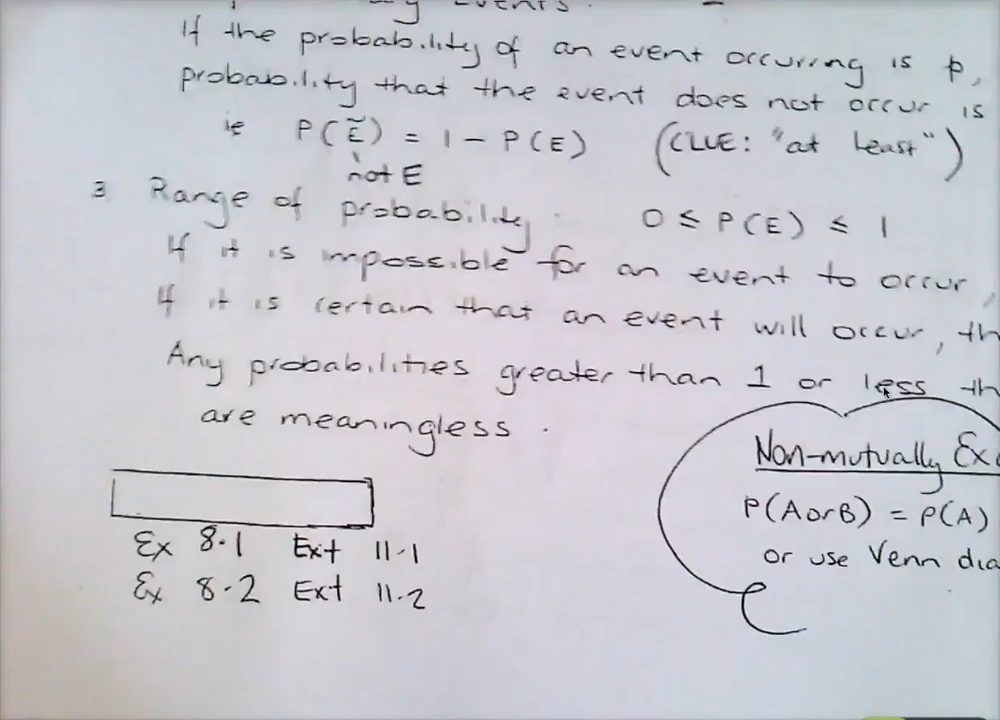 events.
If the probability of an event occurring is p,
probability that the event does not occur is
ie P(Ẽ) = 1 - P(E) (CLUE: "at least")
not E
3. Range of probability. 0 ≤ P(E) ≤ 1
If it is impossible for an event to occur,
If it is certain that an event will occur, th
Any probabilities greater than 1 or less th
are meaningless.
Non-mutually Exc
P(A or B) = P(A)
or use Venn dia
Ex 8.1 Ext 11.1
Ex 8.2 Ext 11.2